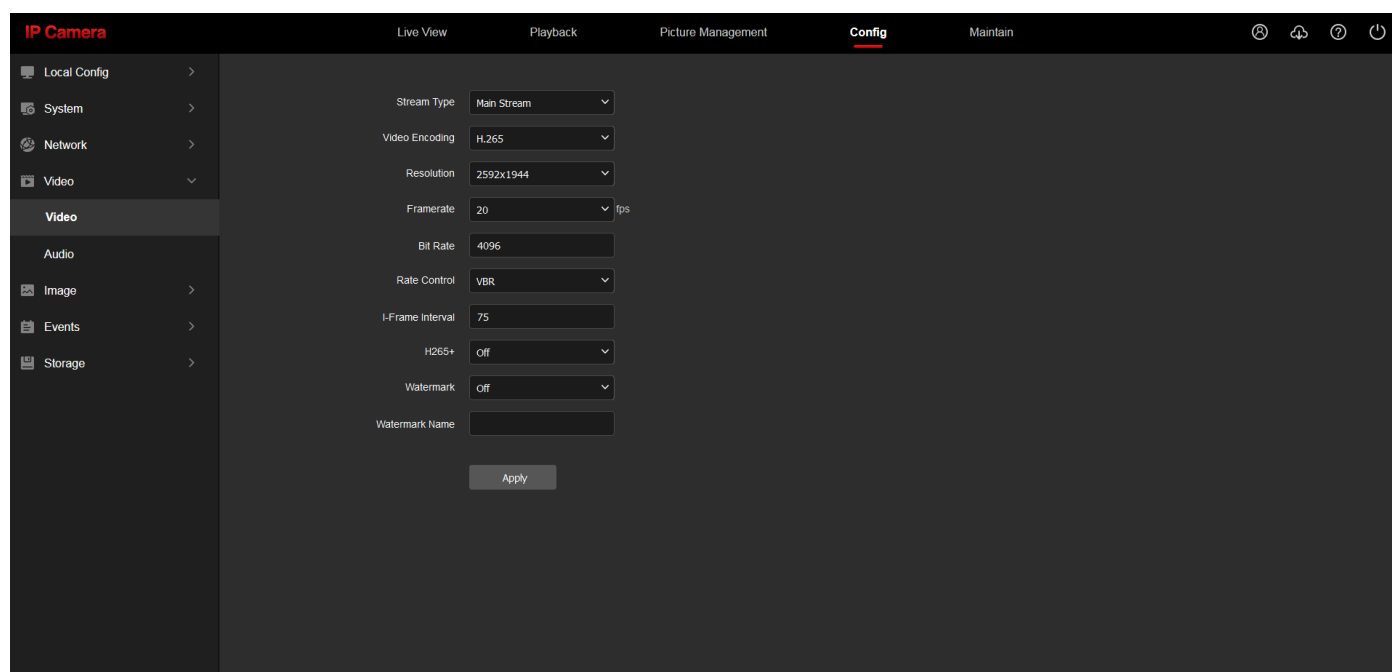 IP Camera
Live View
Playback
Picture Management
Config
Maintain
Local Config
System
Network
Video
Video
Audio
Image
Events
Storage
Stream Type Main Stream
Video Encoding H.265
Resolution 2592x1944
Framerate 20 fps
Bit Rate 4096
Rate Control VBR
I-Frame Interval 75
H265+ Off
Watermark Off
Watermark Name
Apply